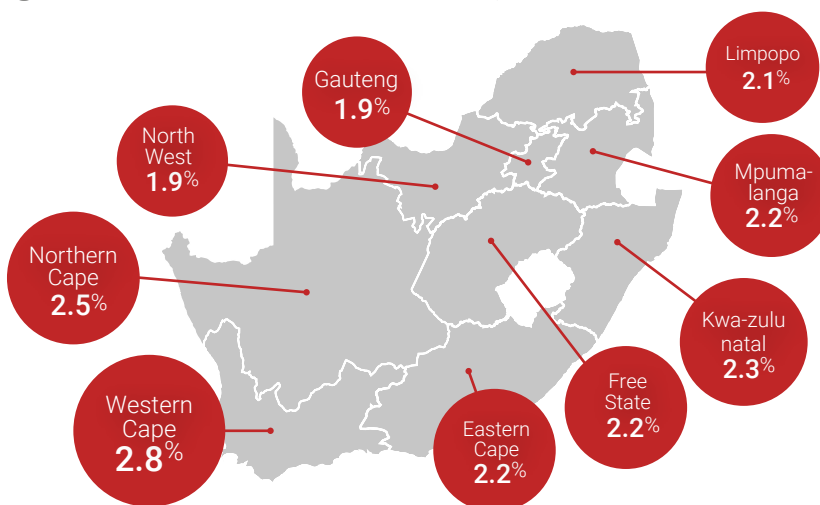 Limpopo
2.1%
Gauteng
1.9%
North
West
1.9%
Mpuma-
langa
2.2%
Northern
Cape
2.5%
Kwa-zulu
natal
2.3%
Free
State
2.2%
Western
Cape
2.8%
Eastern
Cape
2.2%